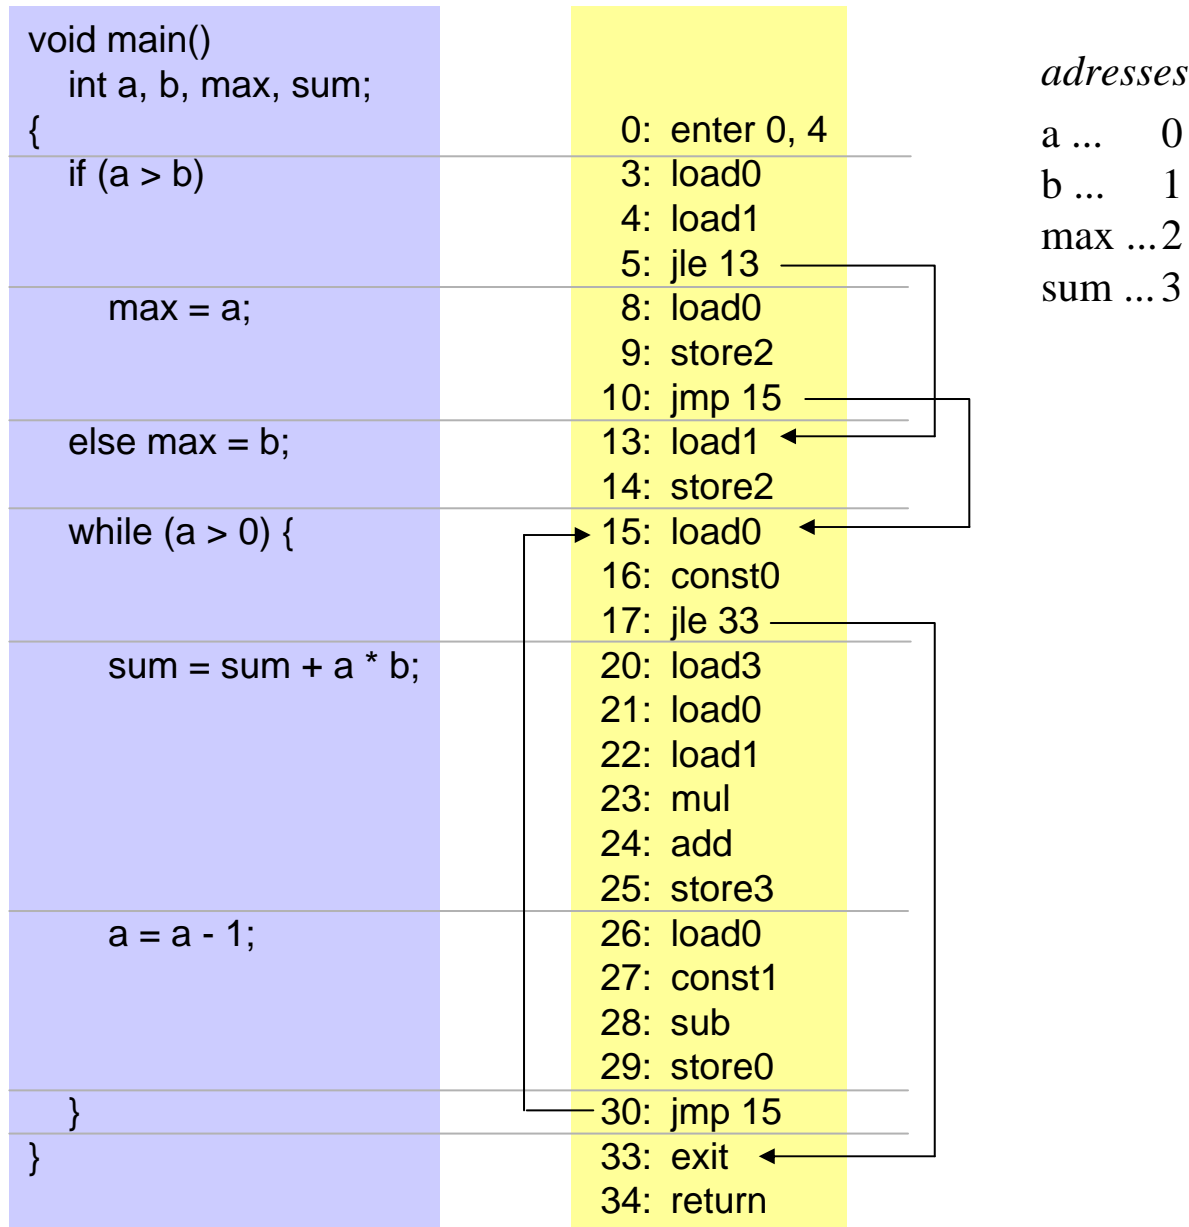 void main()
int a, b, max, sum;
{
0: enter 0, 4
if (a > b)
3: load0
4: load1
5: jle 13
max = a;
8: load0
9: store2
10: jmp 15
else max = b;
13: load1
14: store2
while (a > 0) {
15: load0
16: const0
17: jle 33
sum = sum + a * b;
20: load3
21: load0
22: load1
23: mul
24: add
25: store3
a = a - 1;
26: load0
27: const1
28: sub
29: store0
}
30: jmp 15
}
33: exit
34: return
adresses
a ... 0
b ... 1
max ... 2
sum ... 3